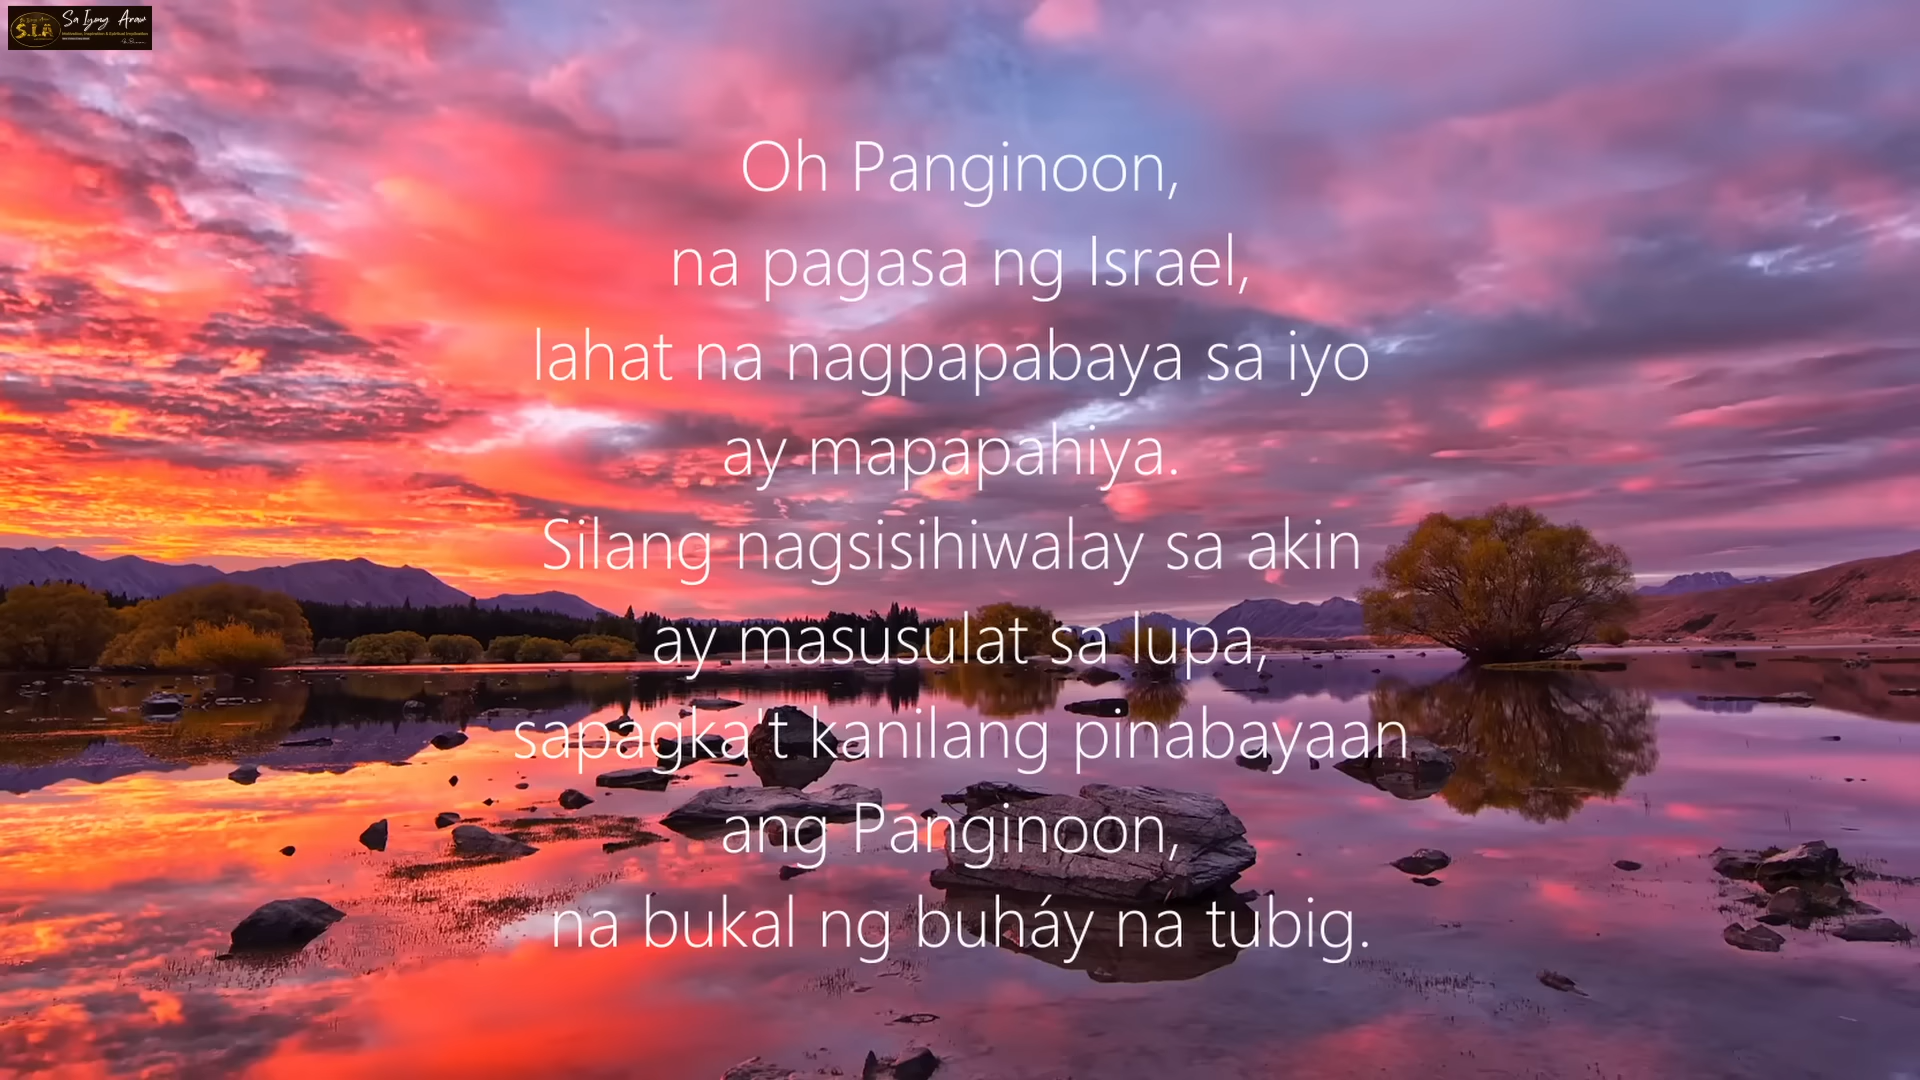 S.I.A
Sa Iyong Araw
Oh Panginoon,
na pagasa ng Israel,
lahat na nagpapabaya sa iyo
ay mapapahiya.
Silang nagsisihiwalay sa akin
ay masusulat sa lupa,
sapagka't kanilang pinabayaan
ang Panginoon,
na bukal ng buháy na tubig.